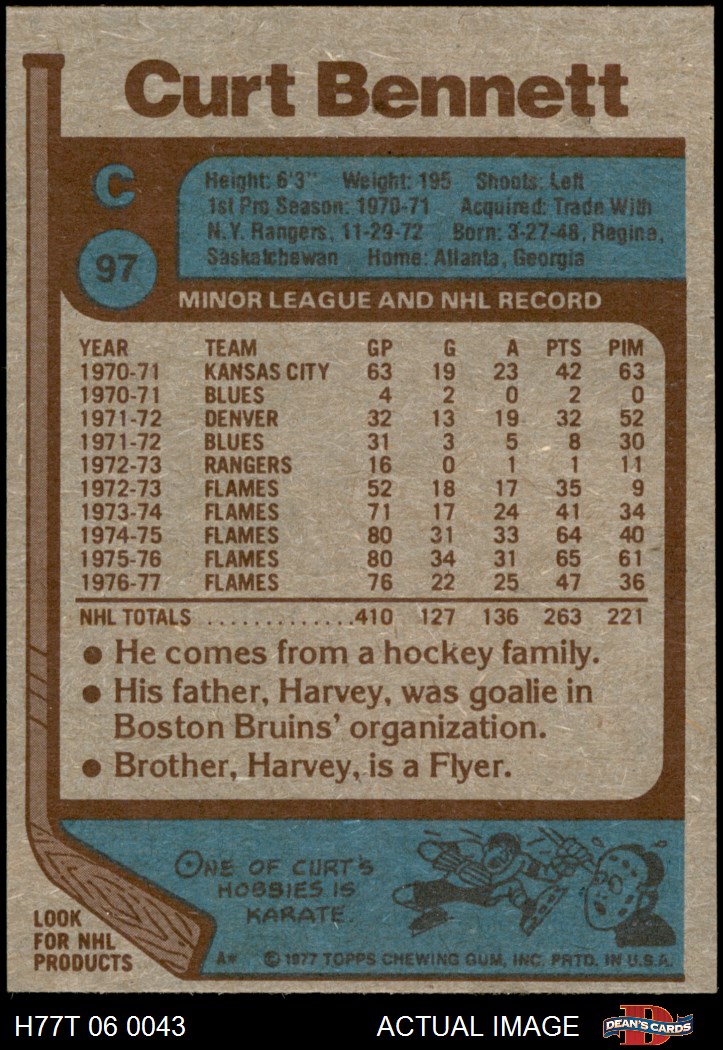 Curt Bennett
C
97
Height: 6'3" Weight: 195 Shoots: Left
1st Pro Season: 1970-71 Acquired: Trade With
N.Y. Rangers, 11-29-72 Born: 3-27-48, Regina,
Saskatchewan Home: Atlanta, Georgia
MINOR LEAGUE AND NHL RECORD
YEAR TEAM GP G A PTS PIM
1970-71 KANSAS CITY 63 19 23 42 63
1970-71 BLUES 4 2 0 2 0
1971-72 DENVER 32 13 19 32 52
1971-72 BLUES 31 3 5 8 30
1972-73 RANGERS 16 0 1 1 11
1972-73 FLAMES 52 18 17 35 9
1973-74 FLAMES 71 17 24 41 34
1974-75 FLAMES 80 31 33 64 40
1975-76 FLAMES 80 34 31 65 61
1976-77 FLAMES 76 22 25 47 36
NHL TOTALS .............410 127 136 263 221
● He comes from a hockey family.
● His father, Harvey, was goalie in
Boston Bruins' organization.
● Brother, Harvey, is a Flyer.
ONE OF CURT'S
HOBBIES IS
KARATE.
LOOK
FOR NHL
PRODUCTS
A* © 1977 TOPPS CHEWING GUM, INC. PRTD. IN U.S.A.
H77T 06 0043 ACTUAL IMAGE D DEAN'S CARDS